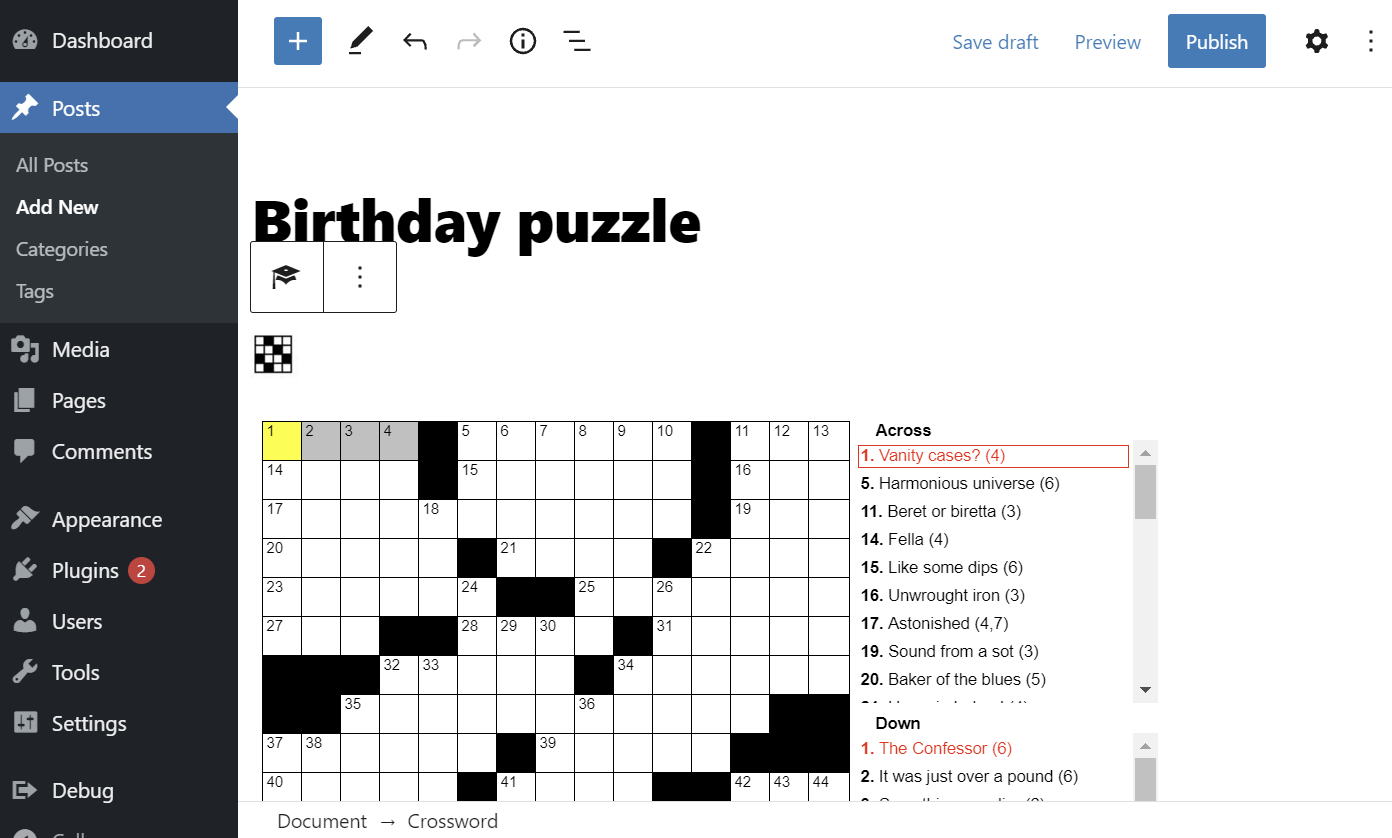 Dashboard
Posts
All Posts
Add New
Categories
Tags
Media
Pages
Comments
Appearance
Plugins 2
Users
Tools
Settings
Debug
Save draft Preview Publish
Birthday puzzle
1 2 3 4 5 6 7 8 9 10 11 12 13
14 15 16
17 18 19
20 21 22
23 24 25 26
27 28 29 30 31
32 33 34
35 36
37 38 39
40 41 42 43 44
Across
1. Vanity cases? (4)
5. Harmonious universe (6)
11. Beret or biretta (3)
14. Fella (4)
15. Like some dips (6)
16. Unwrought iron (3)
17. Astonished (4,7)
19. Sound from a sot (3)
20. Baker of the blues (5)
Down
1. The Confessor (6)
2. It was just over a pound (6)
Document → Crossword